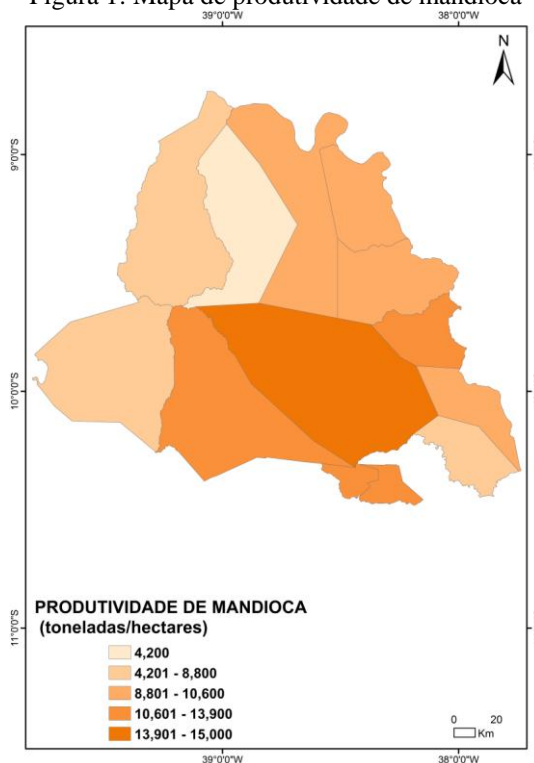 Figura 1: Mapa de produtividade de mandioca
39°0'0"W 38°0'0"W
N
9°0'0"S
10°0'0"S
11°0'0"S
PRODUTIVIDADE DE MANDIOCA
(toneladas/hectares)
4,200
4,201 - 8,800
8,801 - 10,600
10,601 - 13,900
13,901 - 15,000
0 20
Km
39°0'0"W 38°0'0"W